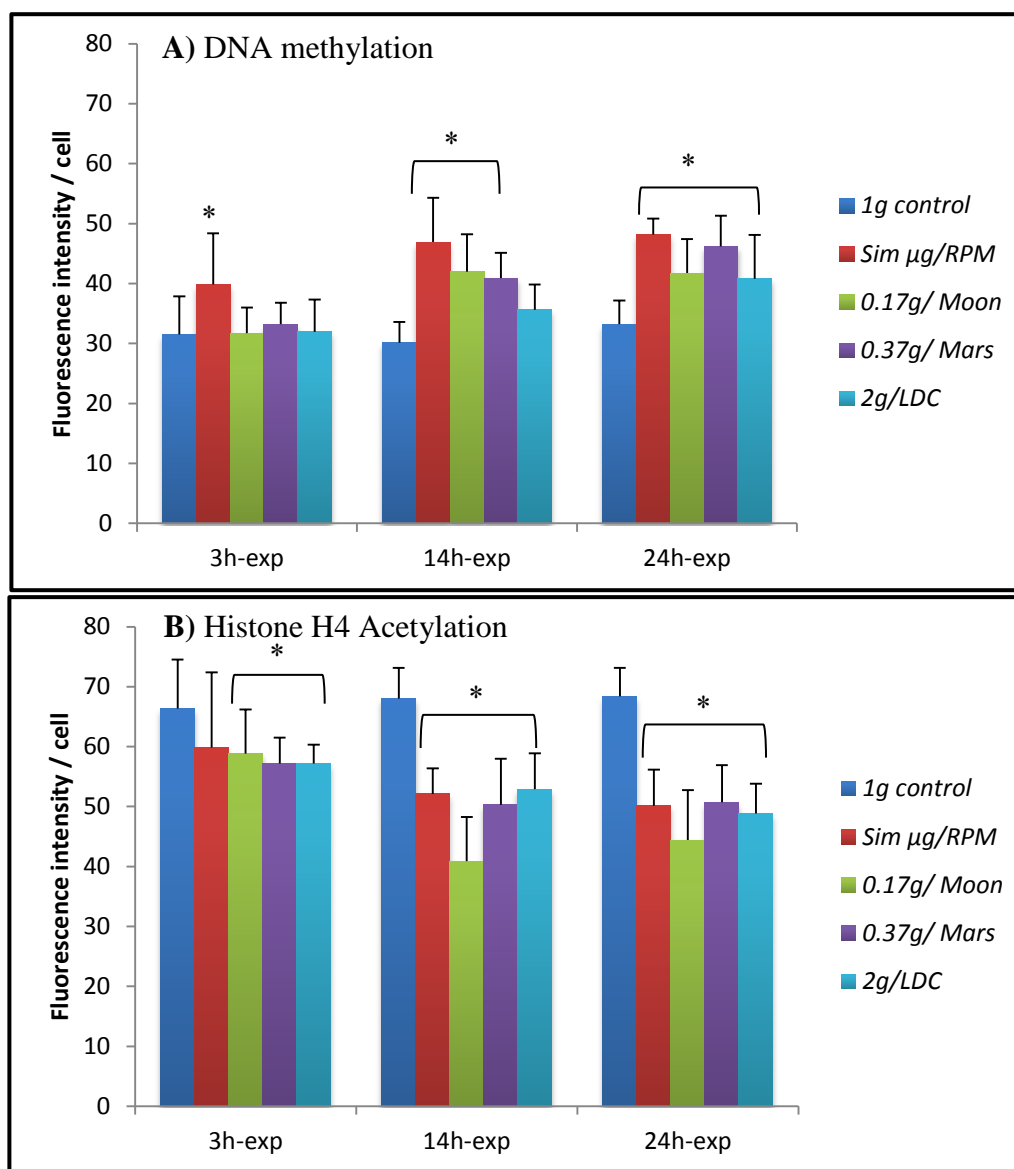 A) DNA methylation
80
70
60
50
40
30
20
10
0
Fluorescence intensity / cell
*
*
*
3h-exp
14h-exp
24h-exp
1g control
Sim µg/RPM
0.17g/ Moon
0.37g/ Mars
2g/LDC
B) Histone H4 Acetylation
80
70
60
50
40
30
20
10
0
Fluorescence intensity / cell
*
*
*
3h-exp
14h-exp
24h-exp
1g control
Sim µg/RPM
0.17g/ Moon
0.37g/ Mars
2g/LDC